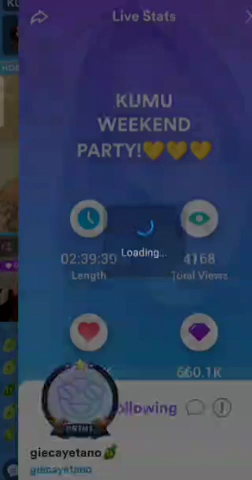 Live Stats
KUMU
WEEKEND
PARTY!💛💛💛
02:39:39
Length
4168
Total Views
Loading...
660.1K
Following
giecayetano
giecayetano